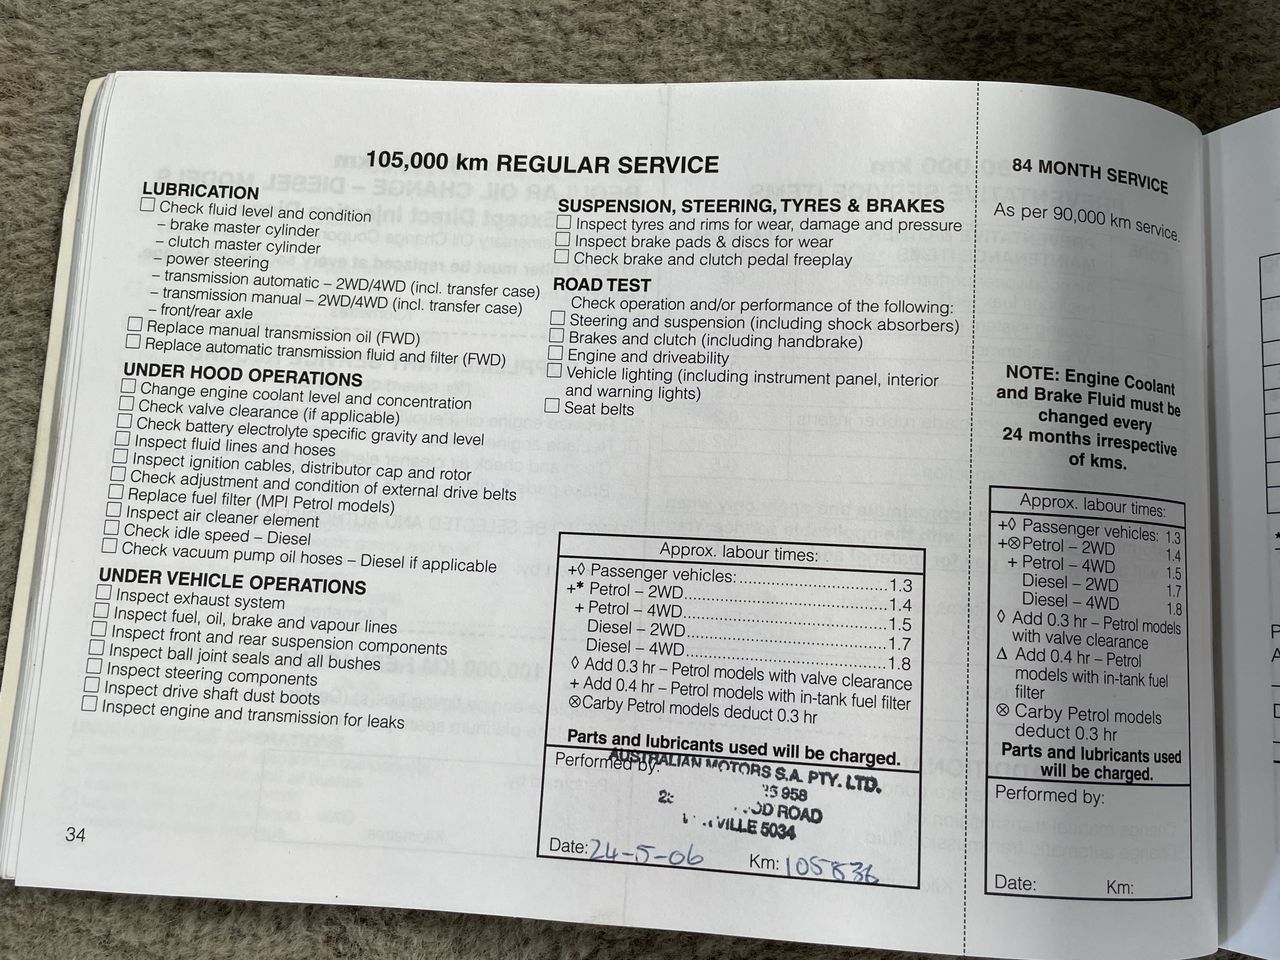 105,000 km REGULAR SERVICE
LUBRICATION
Check fluid level and condition
– brake master cylinder
– clutch master cylinder
– power steering
– transmission automatic – 2WD/4WD (incl. transfer case)
– transmission manual – 2WD/4WD (incl. transfer case)
– front/rear axle
Replace manual transmission oil (FWD)
Replace automatic transmission fluid and filter (FWD)
UNDER HOOD OPERATIONS
Change engine coolant level and concentration
Check valve clearance (if applicable)
Check battery electrolyte specific gravity and level
Inspect fluid lines and hoses
Inspect ignition cables, distributor cap and rotor
Check adjustment and condition of external drive belts
Replace fuel filter (MPI Petrol models)
Inspect air cleaner element
Check idle speed – Diesel
Check vacuum pump oil hoses – Diesel if applicable
UNDER VEHICLE OPERATIONS
Inspect exhaust system
Inspect fuel, oil, brake and vapour lines
Inspect front and rear suspension components
Inspect ball joint seals and all bushes
Inspect steering components
Inspect drive shaft dust boots
Inspect engine and transmission for leaks
34
SUSPENSION, STEERING, TYRES & BRAKES
Inspect tyres and rims for wear, damage and pressure
Inspect brake pads & discs for wear
Check brake and clutch pedal freeplay
ROAD TEST
Check operation and/or performance of the following:
Steering and suspension (including shock absorbers)
Brakes and clutch (including handbrake)
Engine and driveability
Vehicle lighting (including instrument panel, interior
and warning lights)
Seat belts
Approx. labour times:
+◊ Passenger vehicles:..........1.3
+* Petrol – 2WD..........1.4
+ Petrol – 4WD..........1.5
Diesel – 2WD..........1.7
Diesel – 4WD..........1.8
◊ Add 0.3 hr – Petrol models with valve clearance
+ Add 0.4 hr – Petrol models with in-tank fuel filter
⊗Carby Petrol models deduct 0.3 hr
Parts and lubricants used will be charged.
Performed by:
AUSTRALIAN MOTORS S.A. PTY. LTD.
958
ROAD
5034
Date: 24-5-06 Km: 105836
84 MONTH SERVICE
As per 90,000 km service.
NOTE: Engine Coolant
and Brake Fluid must be
changed every
24 months irrespective
of kms.
Approx. labour times:
+◊ Passenger vehicles: 1.3
+⊗Petrol – 2WD 1.4
+ Petrol – 4WD 1.5
Diesel – 2WD 1.7
Diesel – 4WD 1.8
◊ Add 0.3 hr – Petrol models
with valve clearance
Δ Add 0.4 hr – Petrol
models with in-tank fuel
filter
⊗ Carby Petrol models
deduct 0.3 hr
Parts and lubricants used
will be charged.
Performed by:
Date: Km: